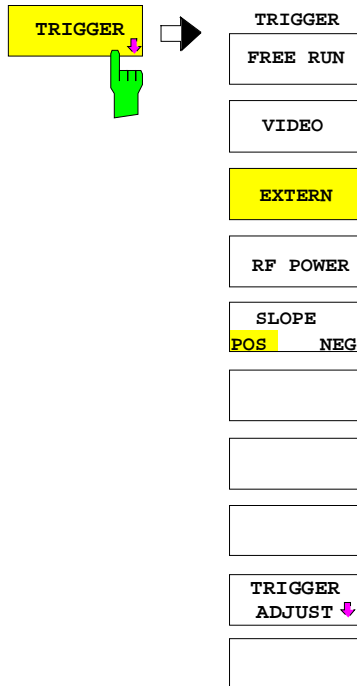 TRIGGER
TRIGGER
FREE RUN
VIDEO
EXTERN
RF POWER
SLOPE
POS NEG
TRIGGER
ADJUST